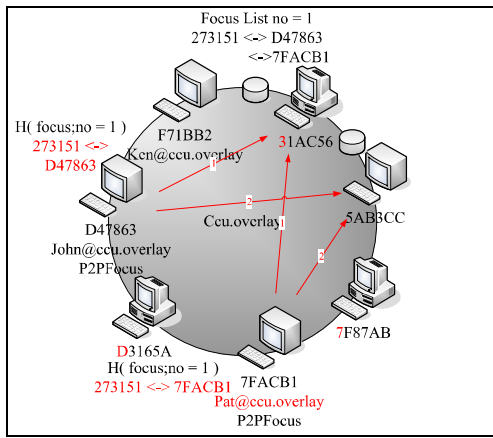 Focus List no = 1
273151 <-> D47863
<->7FACB1
F71BB2
Ken@ccu.overlay
31AC56
H( focus;no = 1 )
273151 <->
D47863
1
2
Ccu.overlay
1
2
5AB3CC
D47863
John@ccu.overlay
P2PFocus
7F87AB
D3165A
H( focus;no = 1 )
273151 <-> 7FACB1
7FACB1
Pat@ccu.overlay
P2PFocus